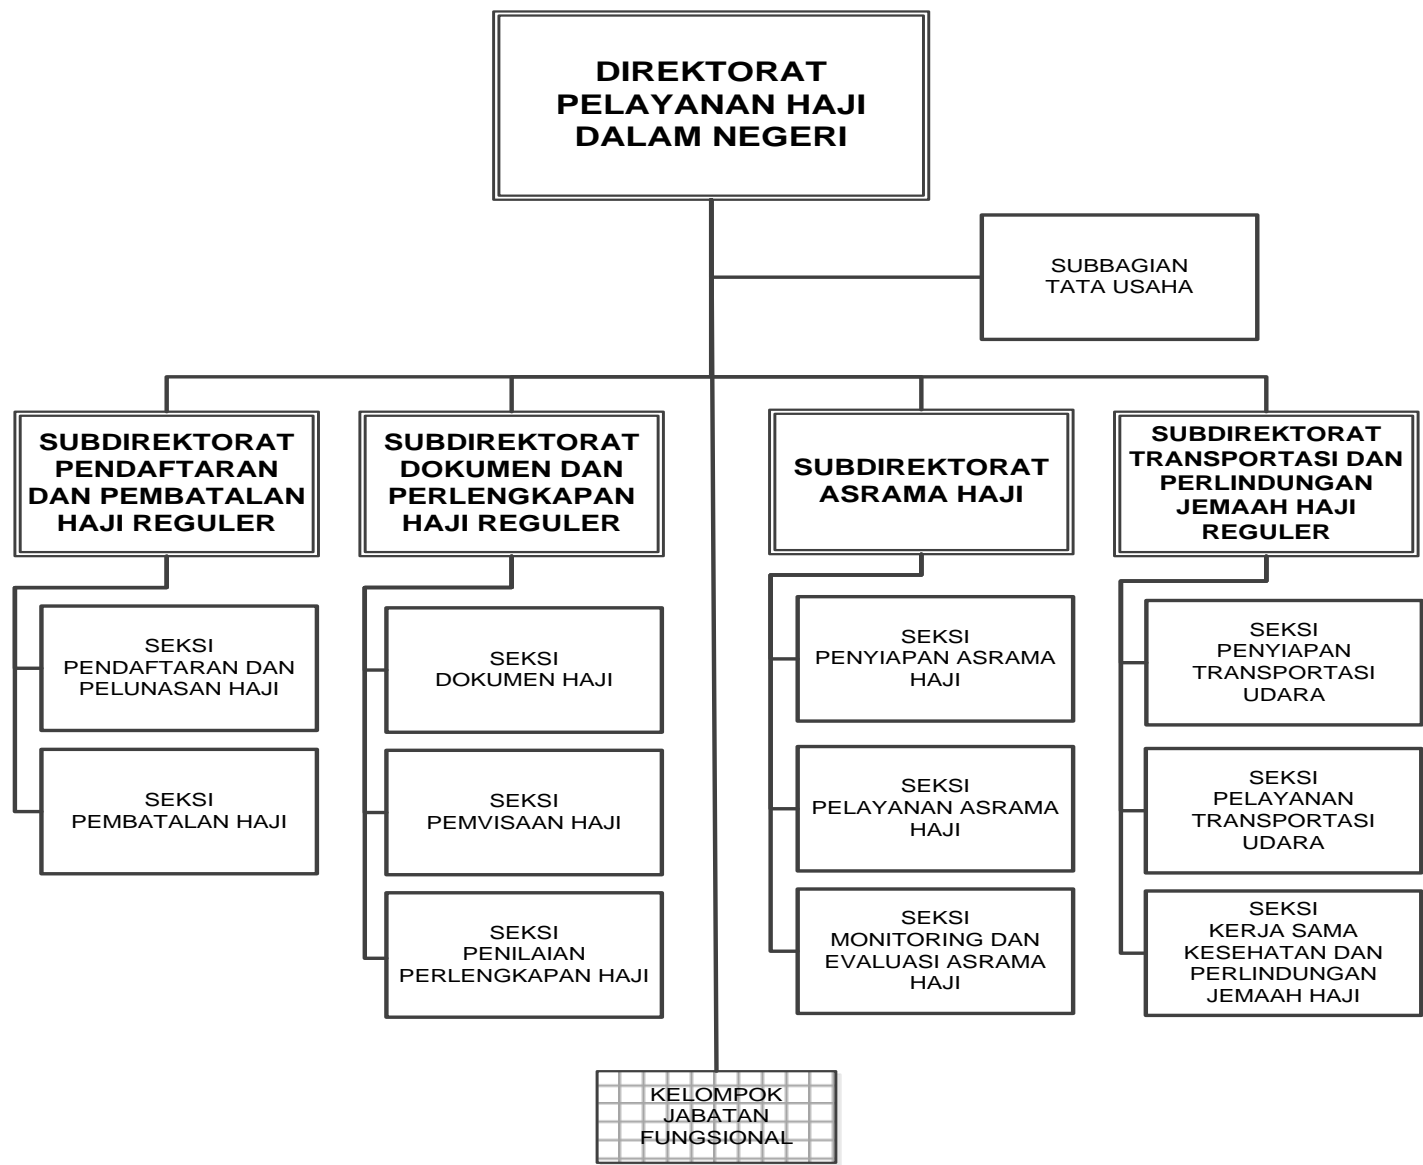 DIREKTORAT
PELAYANAN HAJI
DALAM NEGERI
SUBBAGIAN
TATA USAHA
SUBDIREKTORAT
PENDAFTARAN
DAN PEMBATALAN
HAJI REGULER
SEKSI
PENDAFTARAN DAN
PELUNASAN HAJI
SEKSI
PEMBATALAN HAJI
SUBDIREKTORAT
DOKUMEN DAN
PERLENGKAPAN
HAJI REGULER
SEKSI
DOKUMEN HAJI
SEKSI
PEMVISAAN HAJI
SEKSI
PENILAIAN
PERLENGKAPAN HAJI
SUBDIREKTORAT
ASRAMA HAJI
SEKSI
PENYIAPAN ASRAMA
HAJI
SEKSI
PELAYANAN ASRAMA
HAJI
SEKSI
MONITORING DAN
EVALUASI ASRAMA
HAJI
SUBDIREKTORAT
TRANSPORTASI DAN
PERLINDUNGAN
JEMAAH HAJI
REGULER
SEKSI
PENYIAPAN
TRANSPORTASI
UDARA
SEKSI
PELAYANAN
TRANSPORTASI
UDARA
SEKSI
KERJA SAMA
KESEHATAN DAN
PERLINDUNGAN
JEMAAH HAJI
KELOMPOK
JABATAN
FUNGSIONAL